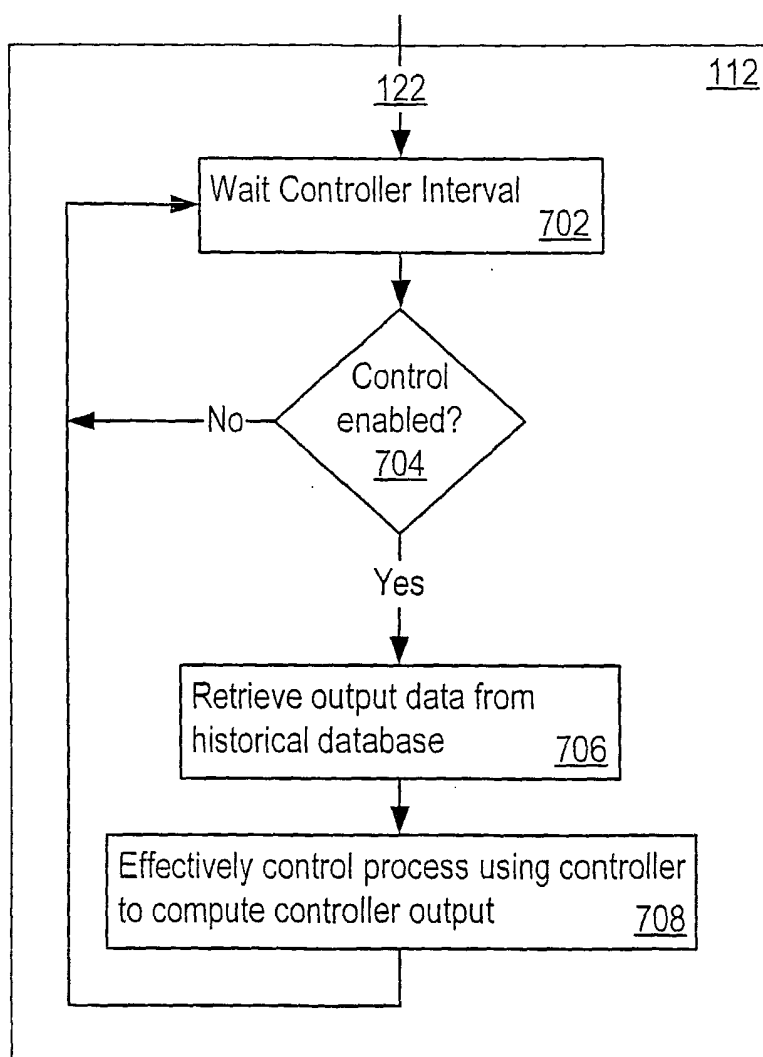 112
122
Wait Controller Interval
702
Control
enabled?
704
No
Yes
Retrieve output data from
historical database
706
Effectively control process using controller
to compute controller output
708